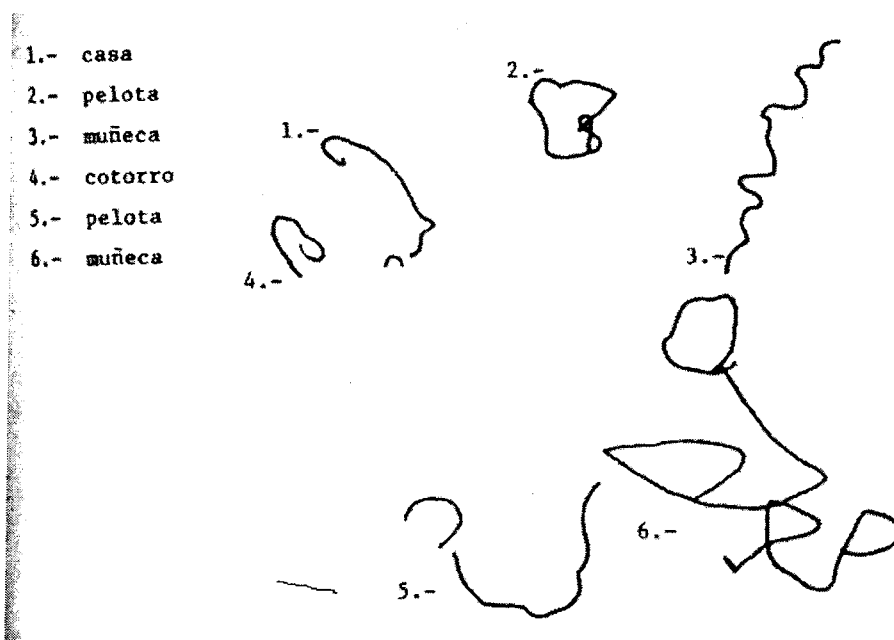 1.- casa
2.- pelota
3.- muñeca
4.- cotorro
5.- pelota
6.- muñeca
2.-
1.-
3.-
4.-
6.-
5.-